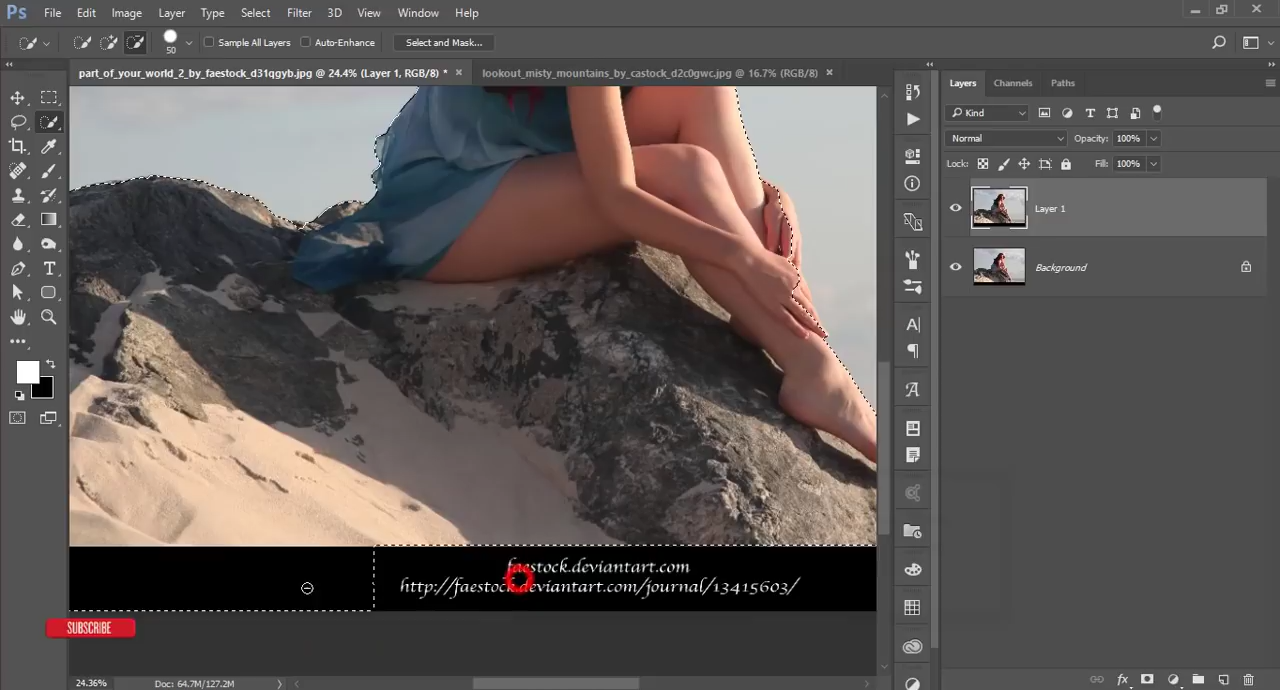 Ps File Edit Image Layer Type Select Filter 3D View Window Help
50 Sample All Layers Auto-Enhance Select and Mask...
part_of_your_world_2_by_faestock_d31qgyb.jpg @ 24.4% (Layer 1, RGB/8) * × lookout_misty_mountains_by_castock_d2c0gwc.jpg @ 16.7% (RGB/8) ×
Layers Channels Paths
Kind
Normal Opacity: 100%
Lock: Fill: 100%
Layer 1
Background
faestock.deviantart.com
http://faestock.deviantart.com/journal/13415603/
SUBSCRIBE
24.36% Doc: 64.7M/127.2M
fx